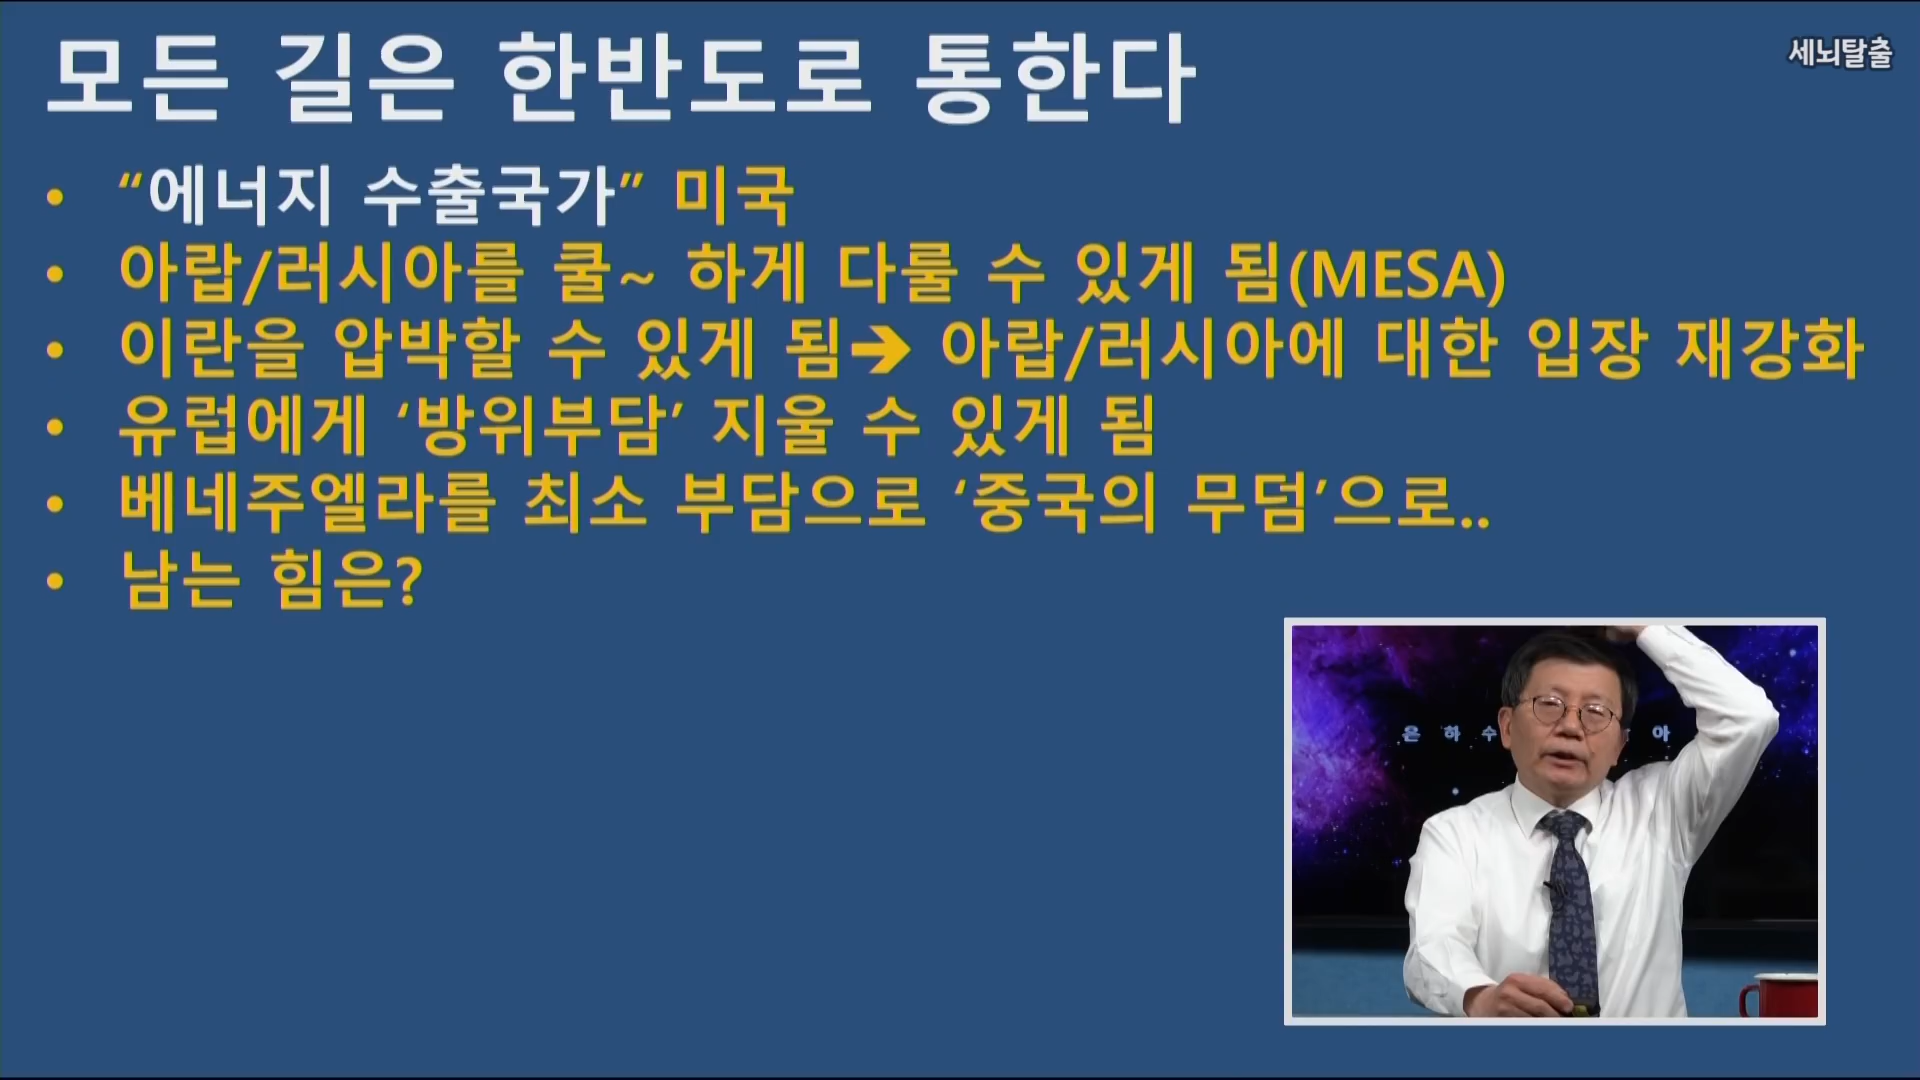 모든 길은 한반도로 통한다
세뇌탈출
• “에너지 수출국가” 미국
• 아랍/러시아를 쿨~ 하게 다룰 수 있게 됨(MESA)
• 이란을 압박할 수 있게 됨➔ 아랍/러시아에 대한 입장 재강화
• 유럽에게 ‘방위부담’ 지울 수 있게 됨
• 베네주엘라를 최소 부담으로 ‘중국의 무덤’으로..
• 남는 힘은?
은 하 수 아